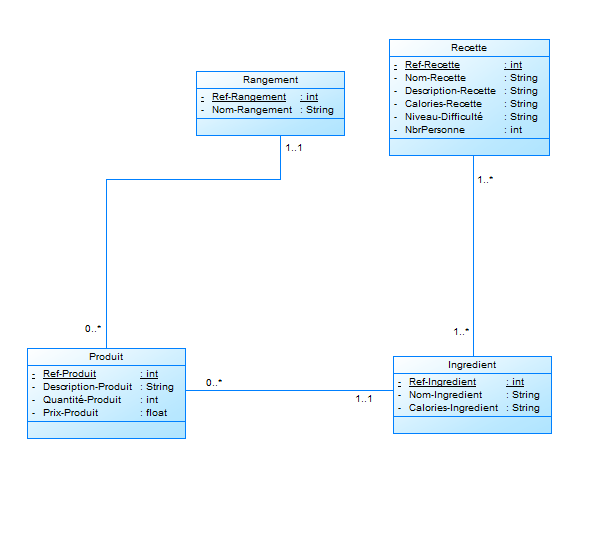 Recette
- Ref-Recette : int
- Nom-Recette : String
- Description-Recette : String
- Calories-Recette : String
- Niveau-Difficulté : String
- NbrPersonne : int
Rangement
- Ref-Rangement : int
- Nom-Rangement : String
1..1
1..*
0..*
1..*
Produit
- Ref-Produit : int
- Description-Produit : String
- Quantité-Produit : int
- Prix-Produit : float
0..*
1..1
Ingredient
- Ref-Ingredient : int
- Nom-Ingredient : String
- Calories-Ingredient : String